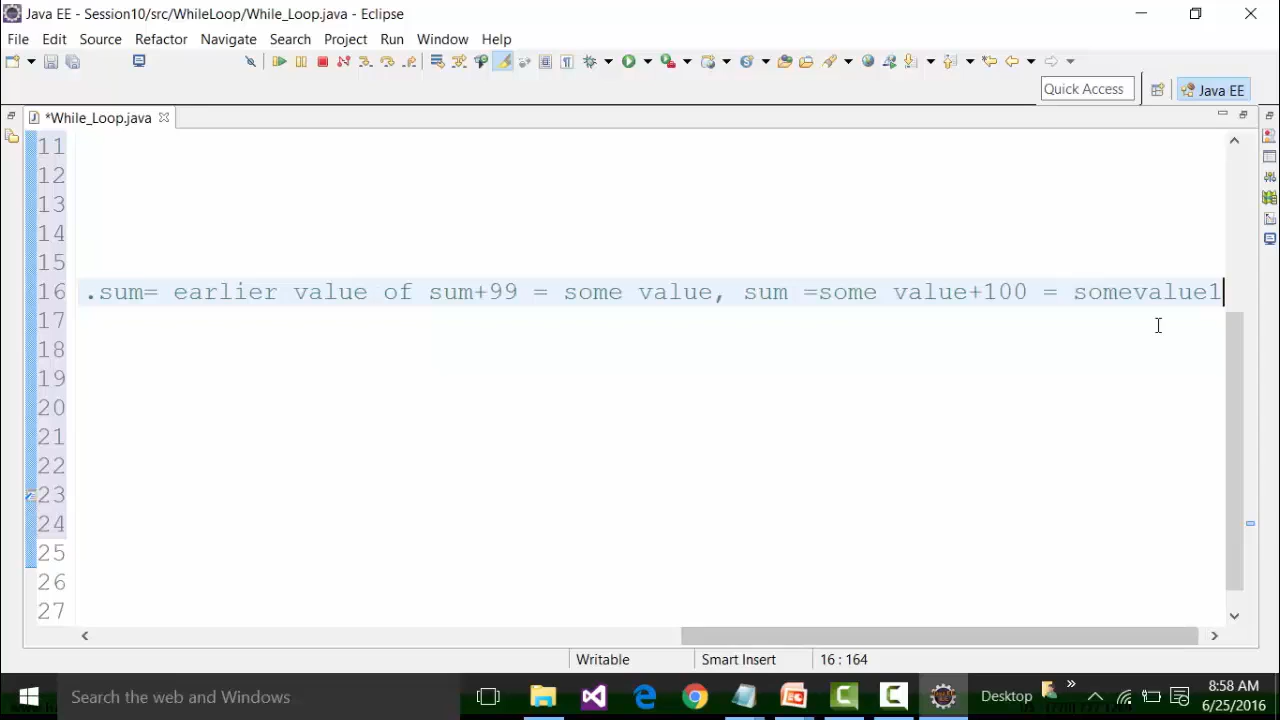 Java EE - Session10/src/WhileLoop/While_Loop.java - Eclipse
File Edit Source Refactor Navigate Search Project Run Window Help
Quick Access
Java EE
*While_Loop.java
11
12
13
14
15
16 .sum= earlier value of sum+99 = some value, sum =some value+100 = somevalue1
17
18
19
20
21
22
23
24
25
26
27
Writable Smart Insert 16 : 164
Search the web and Windows
Desktop
8:58 AM
6/25/2016